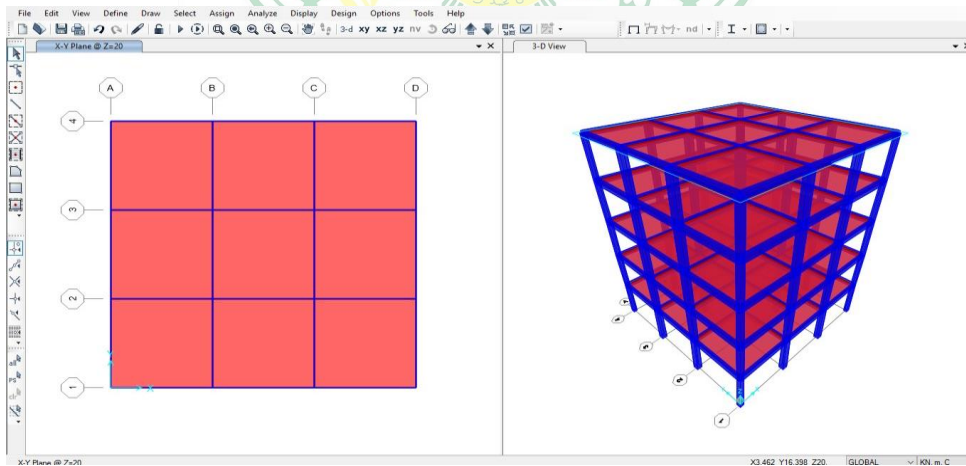 File Edit View Define Draw Select Assign Analyze Display Design Options Tools Help
3-d xy xz yz nv
nd
X-Y Plane @ Z=20
3-D View
A B C D
4
3
2
1
Y
X
X-Y Plane @ Z=20
X3.462 Y16.398 Z20. GLOBAL KN, m, C